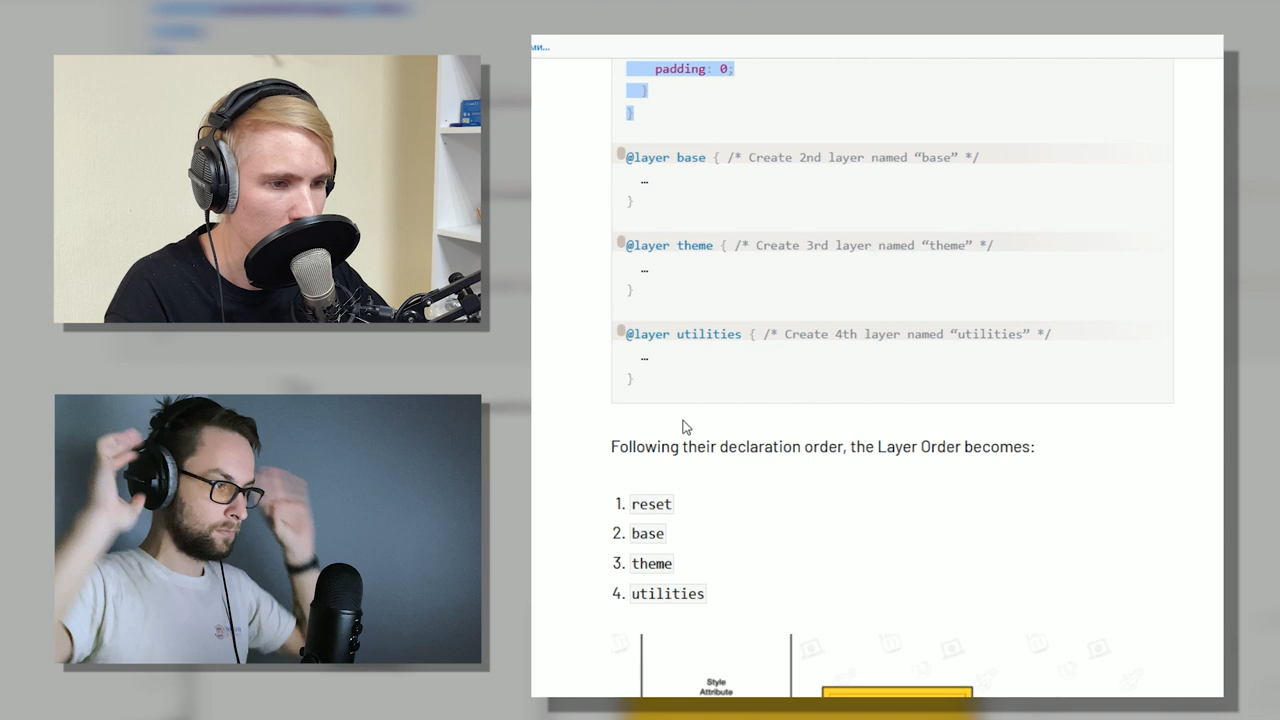 ми...
padding: 0;
}
}
@layer base { /* Create 2nd layer named “base” */
…
}
@layer theme { /* Create 3rd layer named “theme” */
…
}
@layer utilities { /* Create 4th layer named “utilities” */
…
}
Following their declaration order, the Layer Order becomes:
1. reset
2. base
3. theme
4. utilities
Style
Attribute